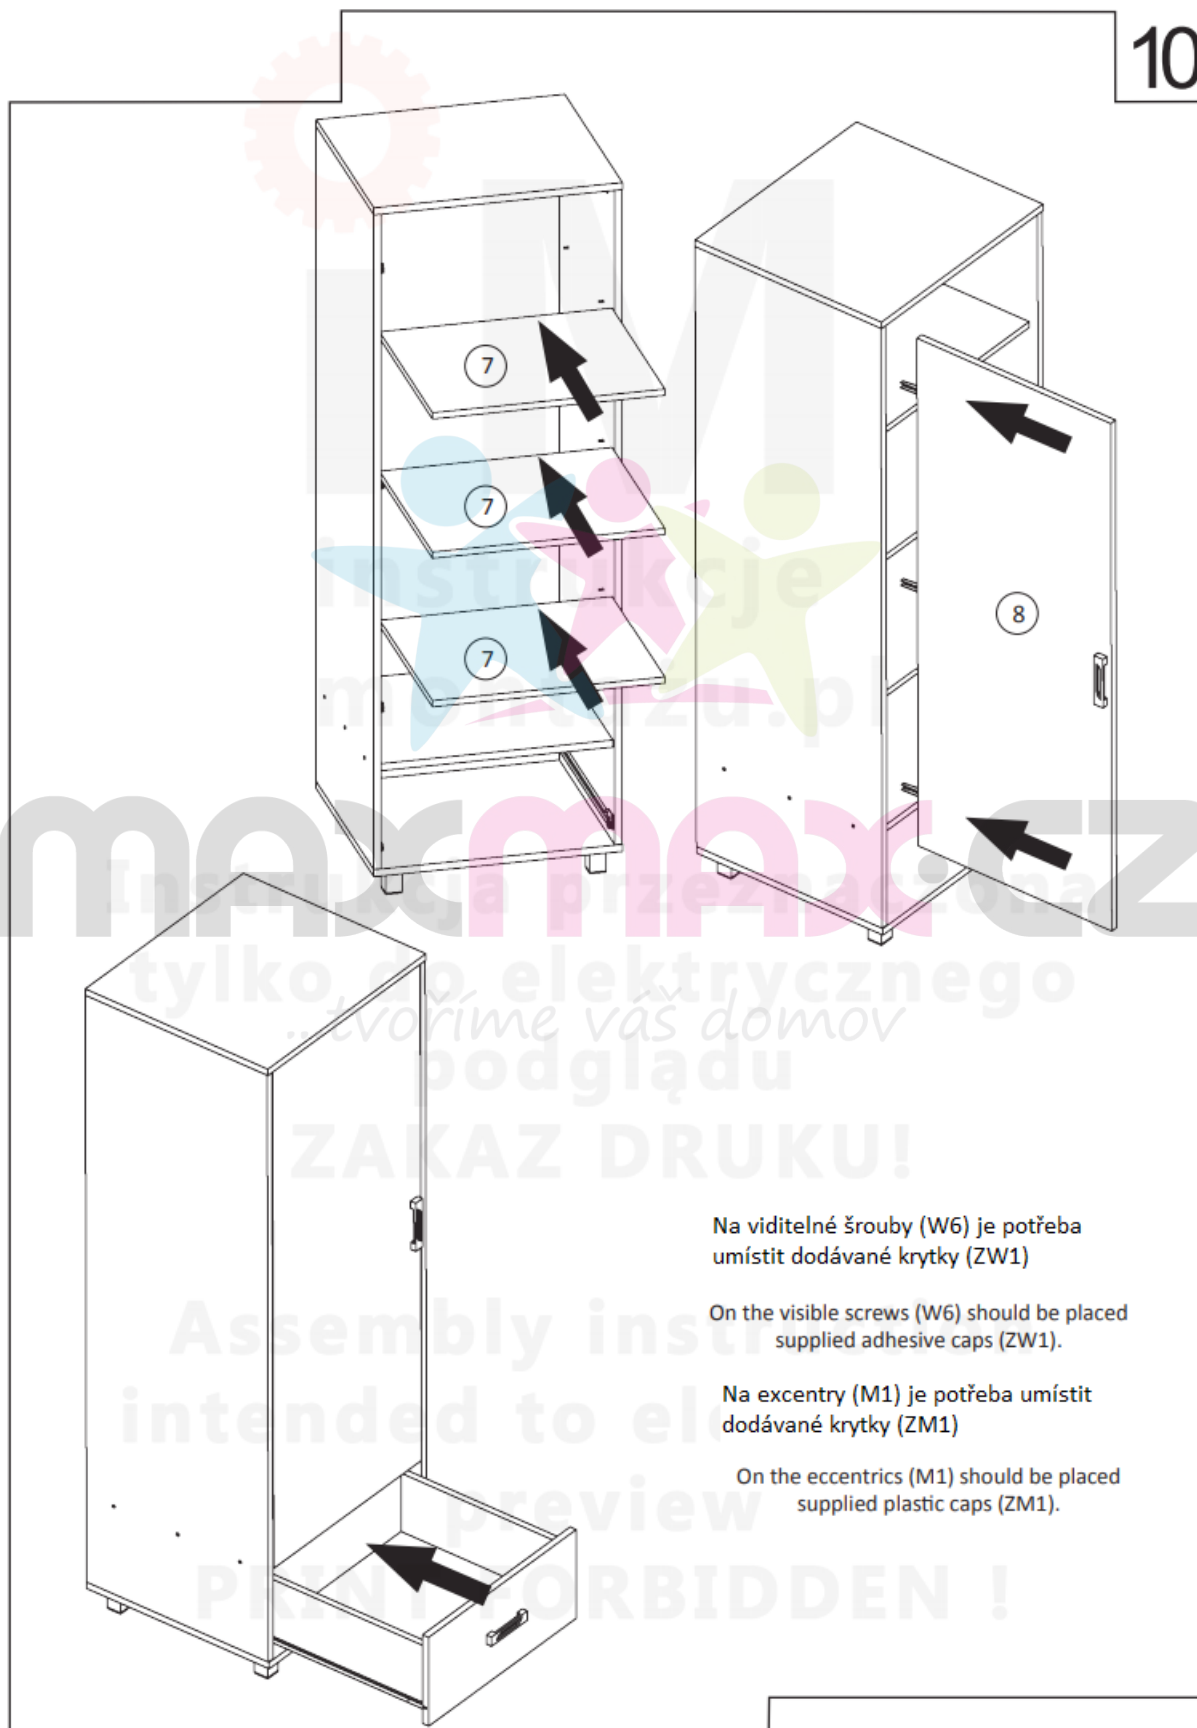 10
7
7
7
8
instrukcje
montażu.pl
maxmax.cz
Instrukcja przeznaczona
tylko do elektrycznego
...tvoříme váš domov
podglądu
ZAKAZ DRUKU!
Na viditelné šrouby (W6) je potřeba
umístit dodávané krytky (ZW1)
On the visible screws (W6) should be placed
supplied adhesive caps (ZW1).
Assembly instruction
Na excentry (M1) je potřeba umístit
dodávané krytky (ZM1)
intended to ele
On the eccentrics (M1) should be placed
supplied plastic caps (ZM1).
preview
PRINT FORBIDDEN !